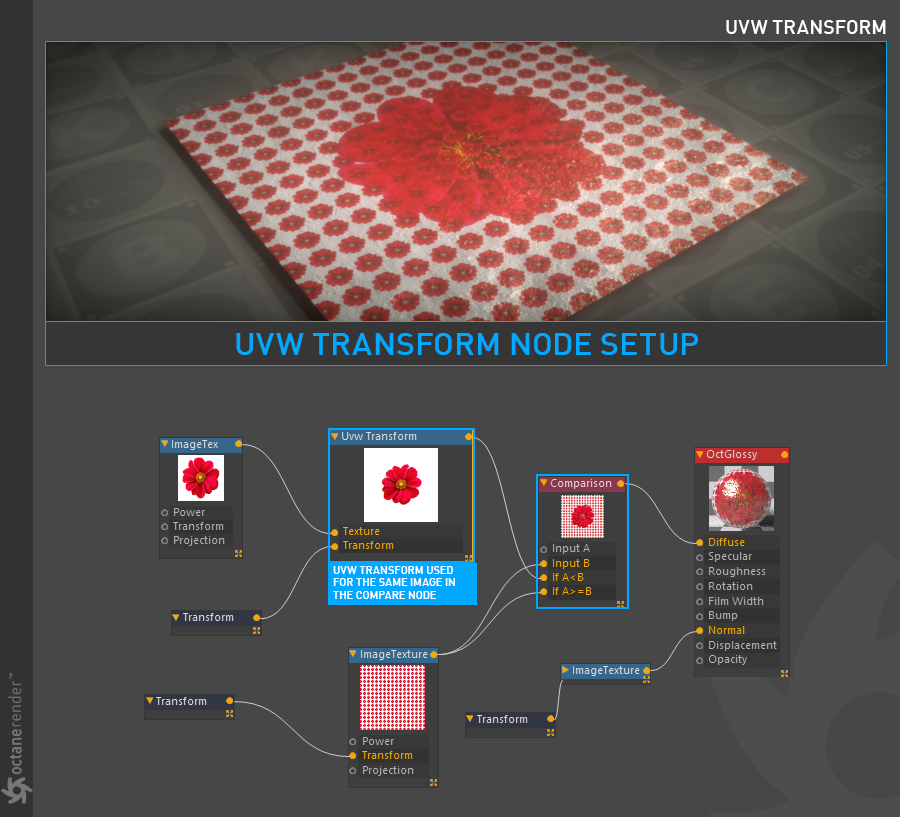 UVW TRANSFORM
UVW TRANSFORM NODE SETUP
ImageTex
Power
Transform
Projection
Uvw Transform
Texture
Transform
UVW TRANSFORM USED
FOR THE SAME IMAGE IN
THE COMPARE NODE
Comparison
Input A
Input B
If A<B
If A>=B
OctGlossy
Diffuse
Specular
Roughness
Rotation
Film Width
Bump
Normal
Displacement
Opacity
Transform
ImageTexture
Power
Transform
Projection
Transform
ImageTexture
Transform
octanerender™